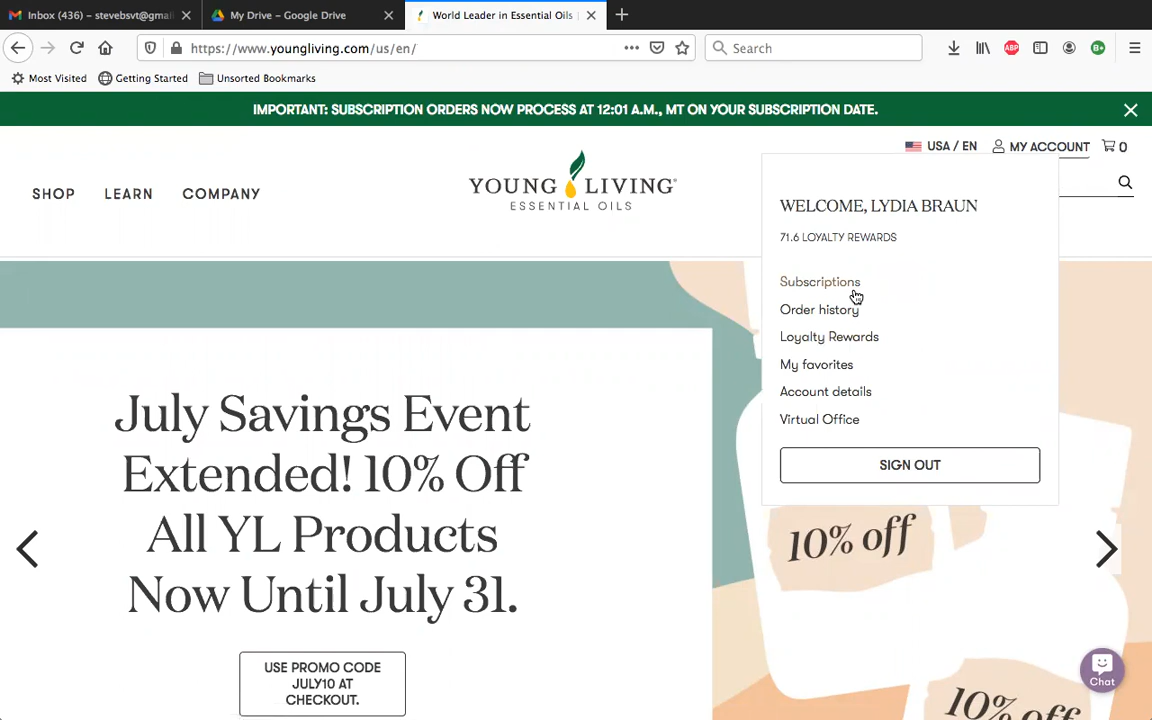 Inbox (436) – stevebsvt@gmai
My Drive – Google Drive
World Leader in Essential Oils
https://www.youngliving.com/us/en/
Search
ABP
B+
Most Visited
Getting Started
Unsorted Bookmarks
IMPORTANT: SUBSCRIPTION ORDERS NOW PROCESS AT 12:01 A.M., MT ON YOUR SUBSCRIPTION DATE.
USA / EN
MY ACCOUNT
0
SHOP
LEARN
COMPANY
YOUNG LIVING
ESSENTIAL OILS
WELCOME, LYDIA BRAUN
71.6 LOYALTY REWARDS
Subscriptions
Order history
Loyalty Rewards
My favorites
Account details
Virtual Office
SIGN OUT
July Savings Event
Extended! 10% Off
All YL Products
Now Until July 31.
USE PROMO CODE
JULY10 AT
CHECKOUT.
10% off
10% off
Chat